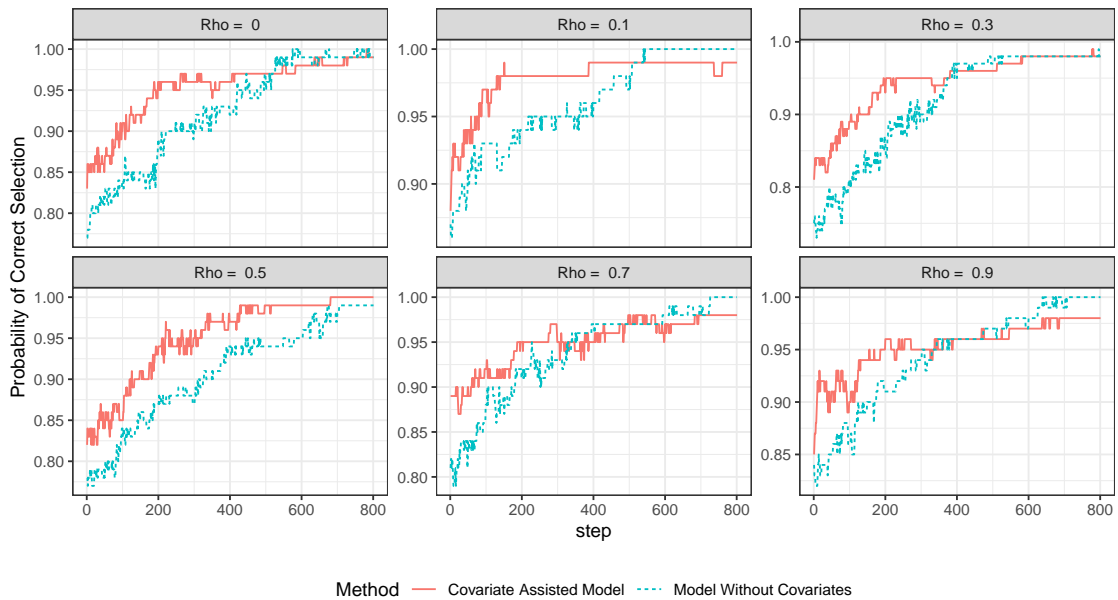 Rho = 0
Rho = 0.1
Rho = 0.3
1.00
0.95
0.90
0.85
0.80
1.00
0.95
0.90
1.0
0.9
0.8
Probability of Correct Selection
Rho = 0.5
Rho = 0.7
Rho = 0.9
1.00
0.95
0.90
0.85
0.80
1.00
0.95
0.90
0.85
0.80
1.00
0.95
0.90
0.85
0 200 400 600 800
0 200 400 600 800
0 200 400 600 800
step
Method Covariate Assisted Model Model Without Covariates